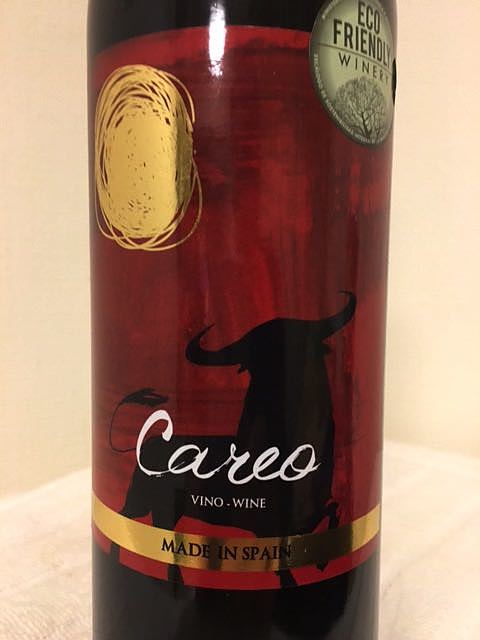 ECO
FRIENDLY
WINERY
Careo
VINO - WINE
MADE IN SPAIN